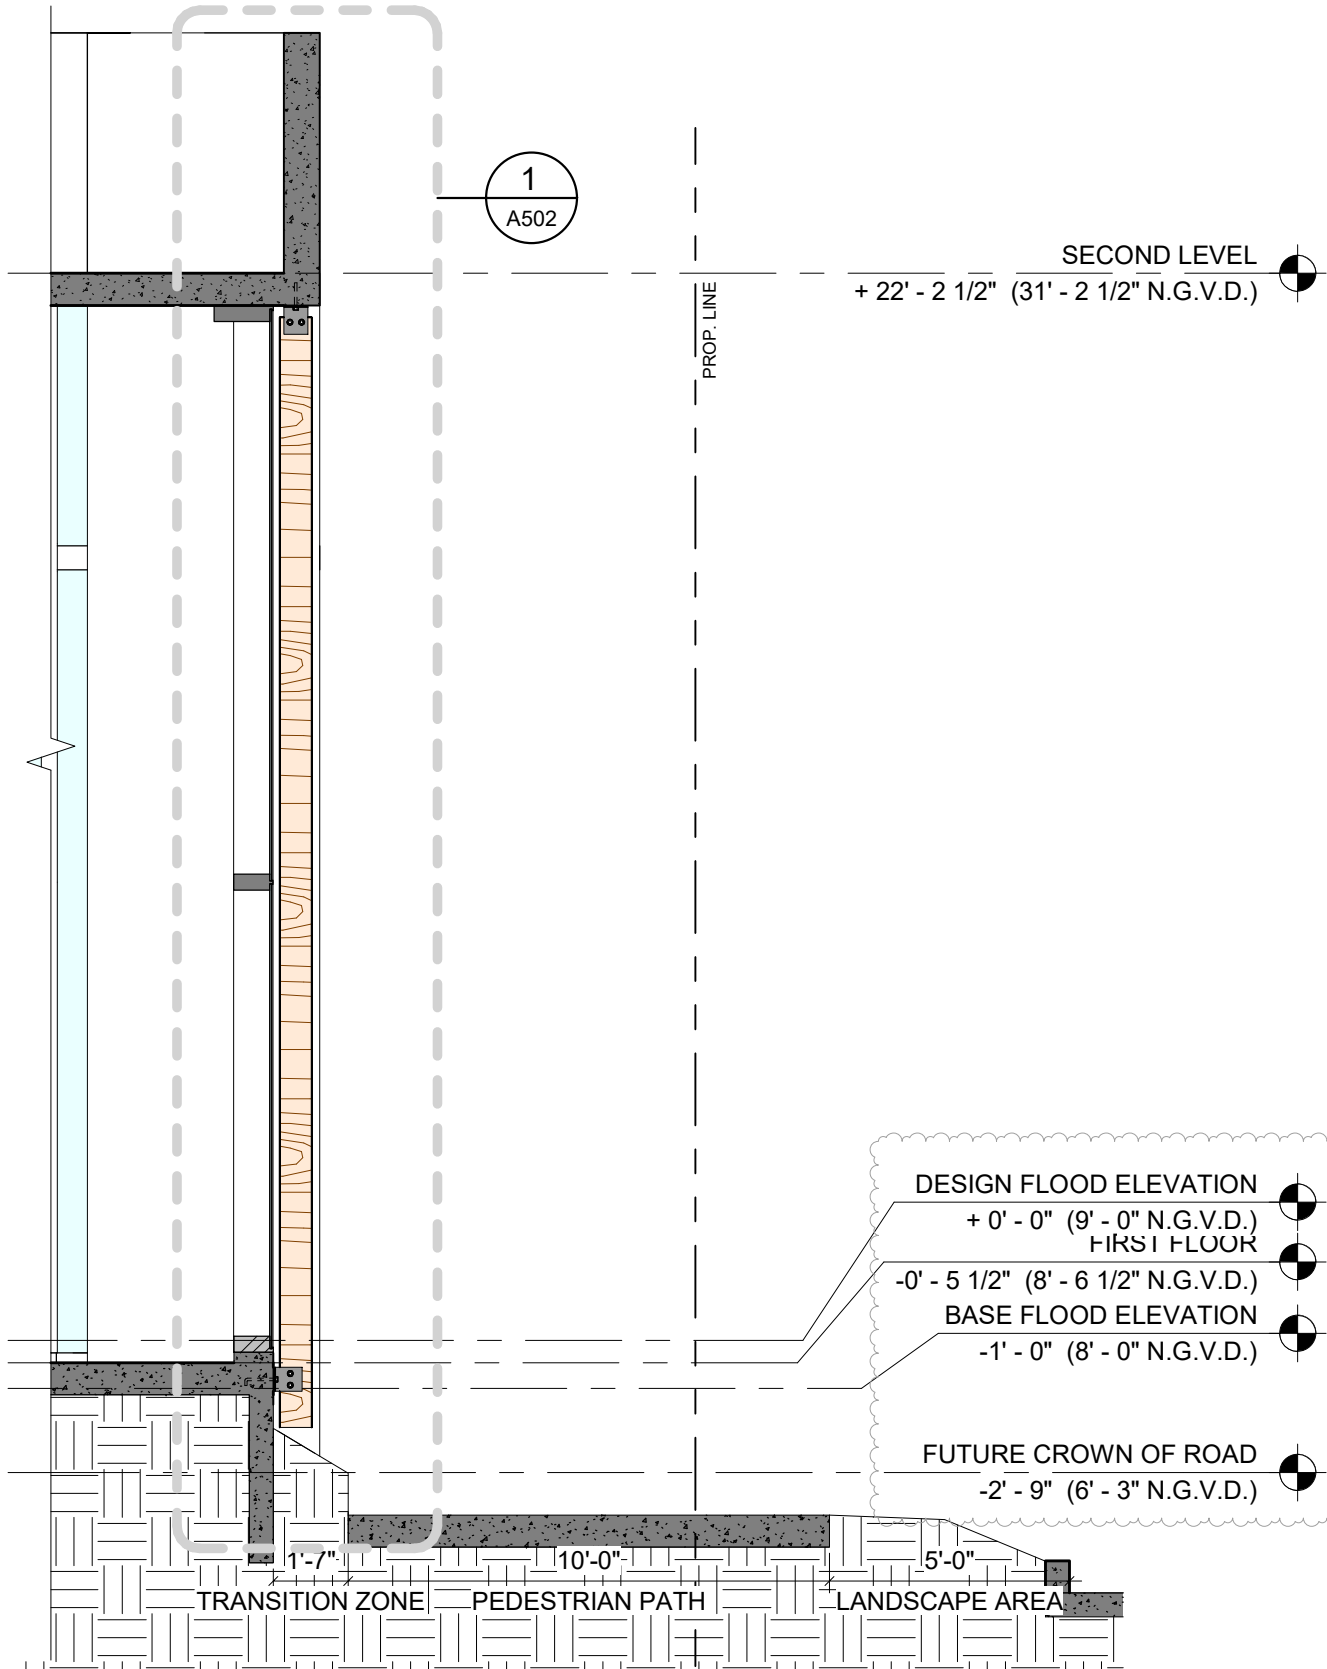 1
A502
SECOND LEVEL
+ 22' - 2 1/2" (31' - 2 1/2" N.G.V.D.)
PROP. LINE
DESIGN FLOOD ELEVATION
+ 0' - 0" (9' - 0" N.G.V.D.)
FIRST FLOOR
-0' - 5 1/2" (8' - 6 1/2" N.G.V.D.)
BASE FLOOD ELEVATION
-1' - 0" (8' - 0" N.G.V.D.)
FUTURE CROWN OF ROAD
-2' - 9" (6' - 3" N.G.V.D.)
1'-7" 10'-0" 5'-0"
TRANSITION ZONE PEDESTRIAN PATH LANDSCAPE AREA